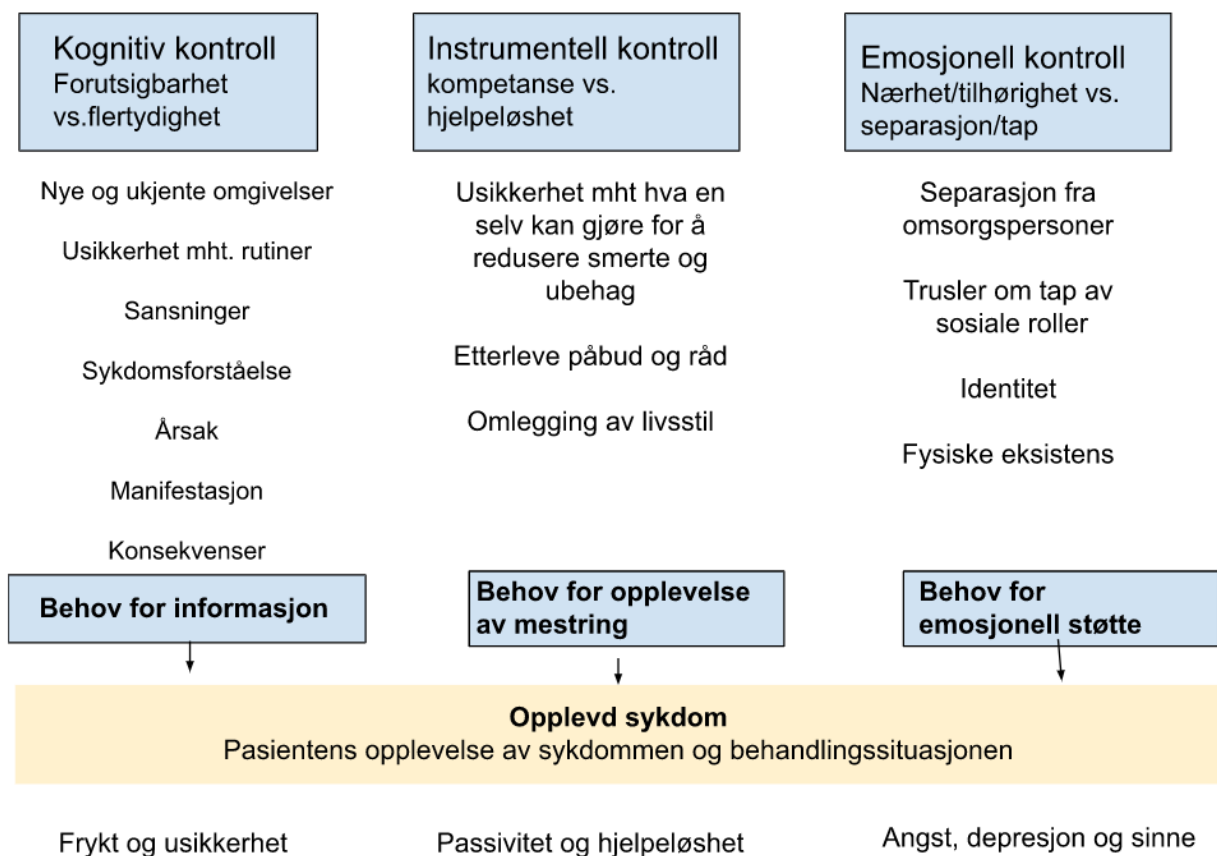 Kognitiv kontroll
Forutsigbarhet
vs.flertydighet
Nye og ukjente omgivelser
Usikkerhet mht. rutiner
Sansninger
Sykdomsforståelse
Årsak
Manifestasjon
Konsekvenser
Behov for informasjon
Instrumentell kontroll
kompetanse vs.
hjelpeløshet
Usikkerhet mht hva en
selv kan gjøre for å
redusere smerte og
ubehag
Etterleve påbud og råd
Omlegging av livsstil
Behov for opplevelse
av mestring
Emosjonell kontroll
Nærhet/tilhørighet vs.
separasjon/tap
Separasjon fra
omsorgspersoner
Trusler om tap av
sosiale roller
Identitet
Fysiske eksistens
Behov for
emosjonell støtte
Opplevd sykdom
Pasientens opplevelse av sykdommen og behandlingssituasjonen
Frykt og usikkerhet
Passivitet og hjelpeløshet
Angst, depresjon og sinne